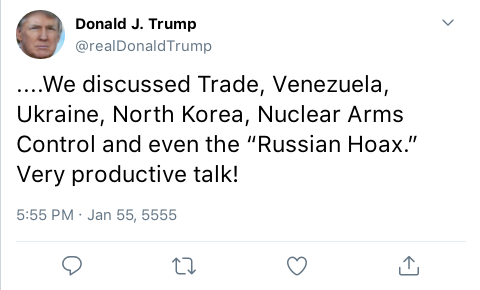 Donald J. Trump
@realDonaldTrump
....We discussed Trade, Venezuela,
Ukraine, North Korea, Nuclear Arms
Control and even the “Russian Hoax.”
Very productive talk!
5:55 PM · Jan 55, 5555